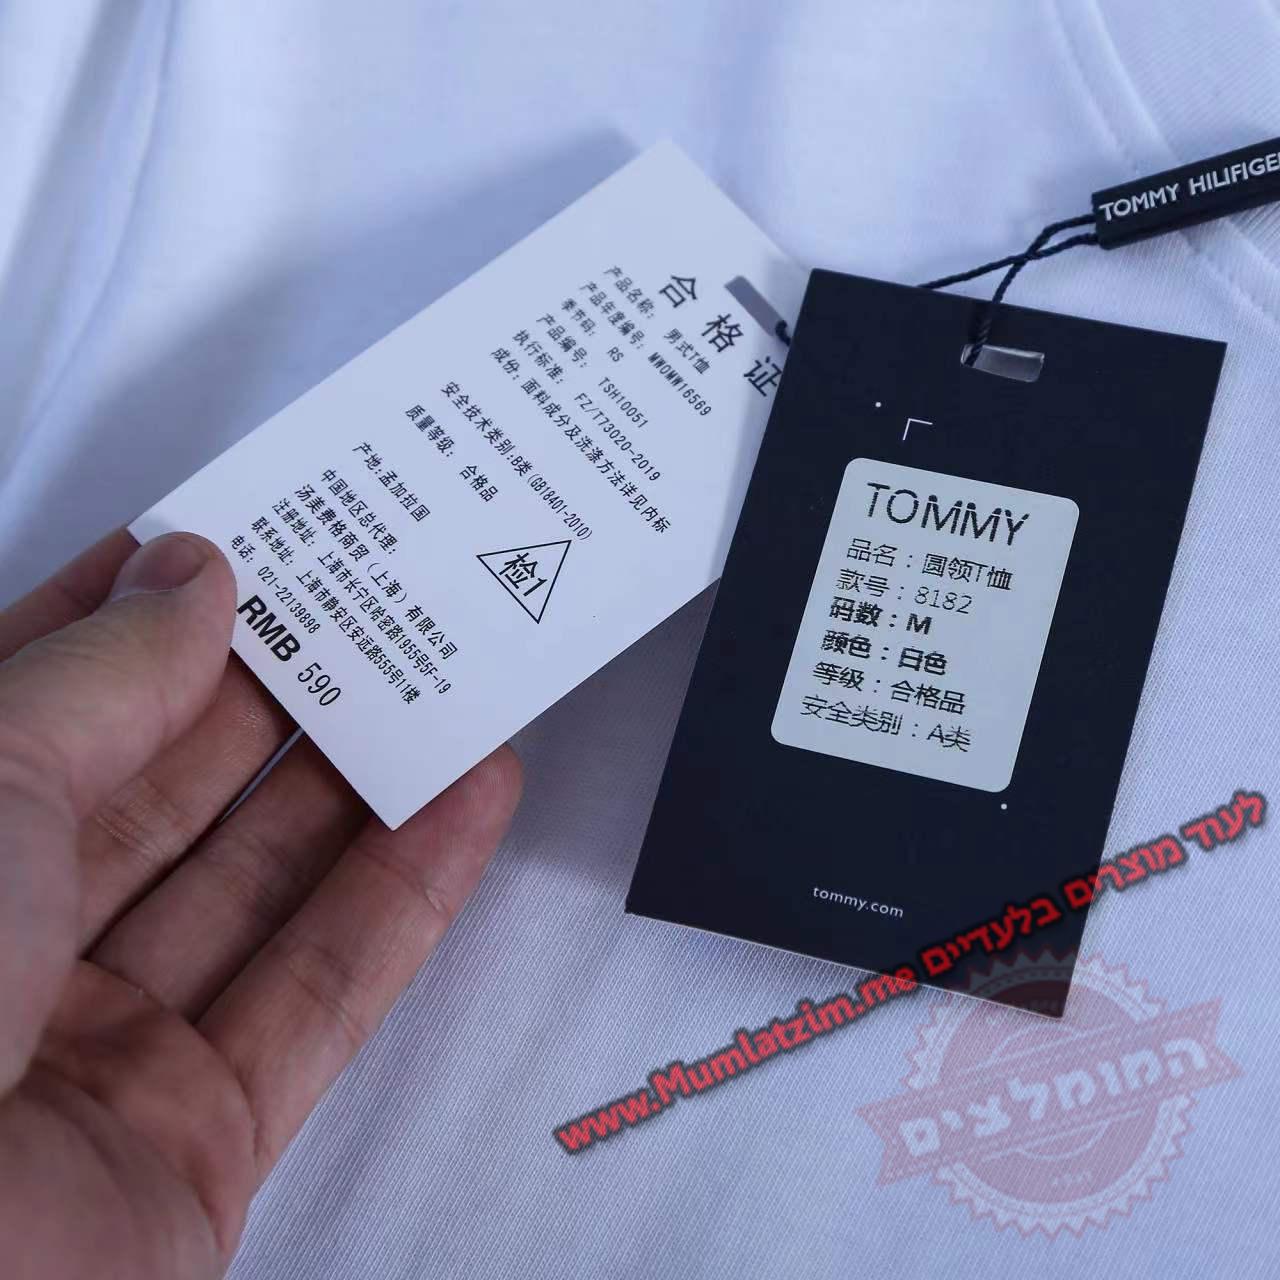 合格证
产品名称： 男式T恤
产品年度编号： MW0MW16569
季节码： RS
产品编号： TSH10051
执行标准： FZ/T73020-2019
成份：面料成分及洗涤方法详见内标
安全技术类别:B类(GB18401-2010)
质量等级： 合格品
检1
产地:孟加拉国
中国地区总代理：
汤美费格商贸（上海）有限公司
注册地址：上海市长宁区哈密路1955号5F-19
联系地址：上海市静安区安远路555号11楼
电话： 021-22139898
RMB 590
TOMMY HILFIGER
TOMMY
品名：圆领T恤
款号：8182
码数：M
颜色：白色
等级：合格品
安全类别：A类
tommy.com
לעוד מוצרים בלעדיים www.Mumlatzim.me
המומלצים